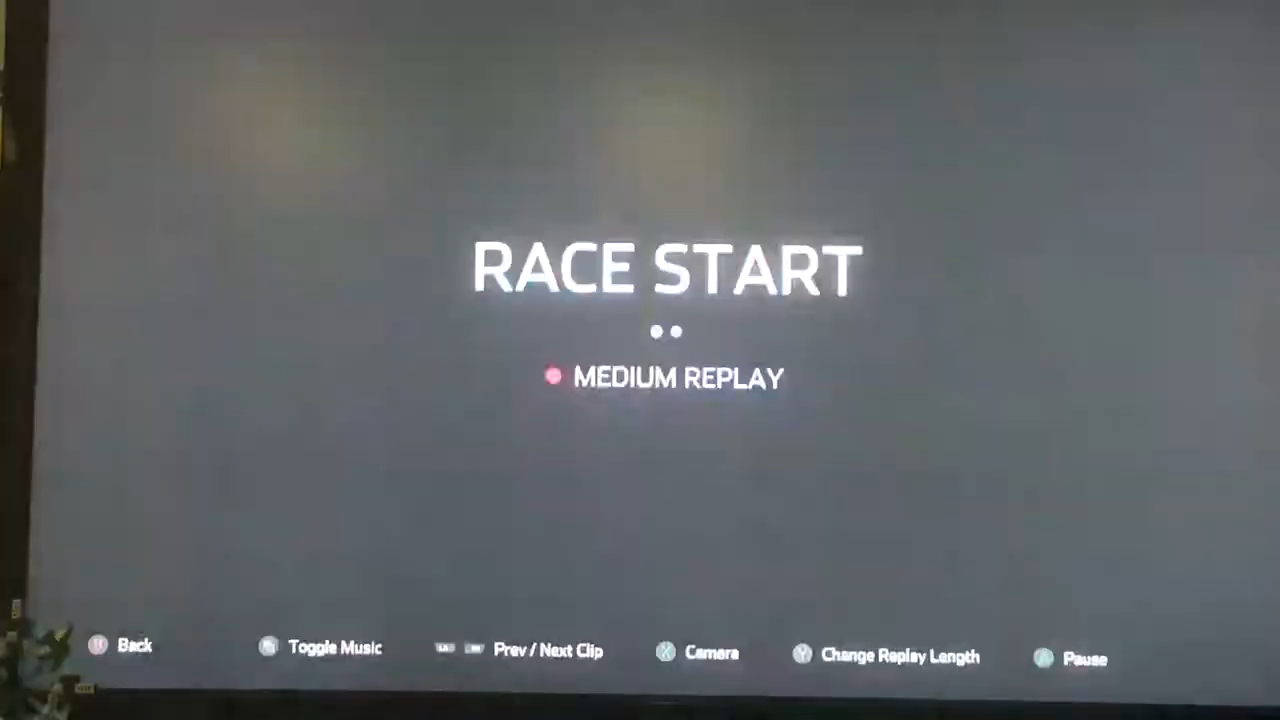 RACE START
MEDIUM REPLAY
Back Toggle Music Prev / Next Clip X Camera Y Change Replay Length Pause